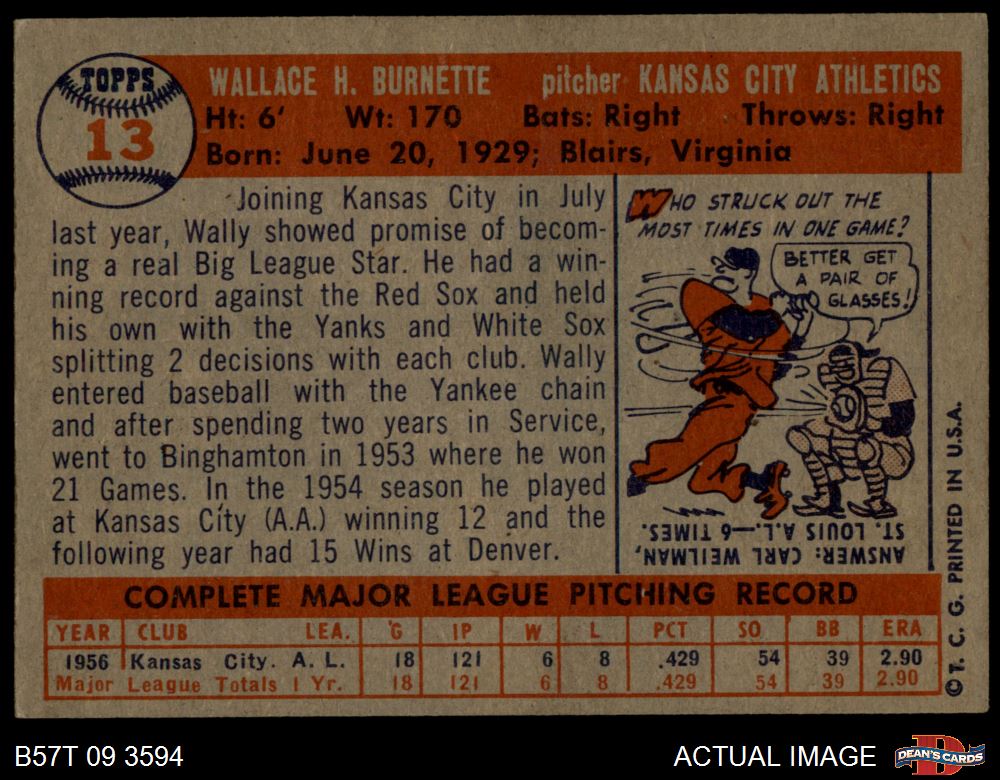 TOPPS
13
WALLACE H. BURNETTE pitcher KANSAS CITY ATHLETICS
Ht: 6' Wt: 170 Bats: Right Throws: Right
Born: June 20, 1929; Blairs, Virginia
Joining Kansas City in July
last year, Wally showed promise of becom-
ing a real Big League Star. He had a win-
ning record against the Red Sox and held
his own with the Yanks and White Sox
splitting 2 decisions with each club. Wally
entered baseball with the Yankee chain
and after spending two years in Service,
went to Binghamton in 1953 where he won
21 Games. In the 1954 season he played
at Kansas City (A.A.) winning 12 and the
following year had 15 Wins at Denver.
WHO STRUCK OUT THE
MOST TIMES IN ONE GAME?
BETTER GET
A PAIR OF
GLASSES!
ANSWER: CARL WEILMAN,
ST. LOUIS A.L.—6 TIMES.
COMPLETE MAJOR LEAGUE PITCHING RECORD
YEAR CLUB LEA. G IP W L PCT SO BB ERA
1956 Kansas City. A. L. 18 121 6 8 .429 54 39 2.90
Major League Totals 1 Yr. 18 121 6 8 .429 54 39 2.90
© T. C. G. PRINTED IN U.S.A.
B57T 09 3594 ACTUAL IMAGE
DEAN'S CARDS